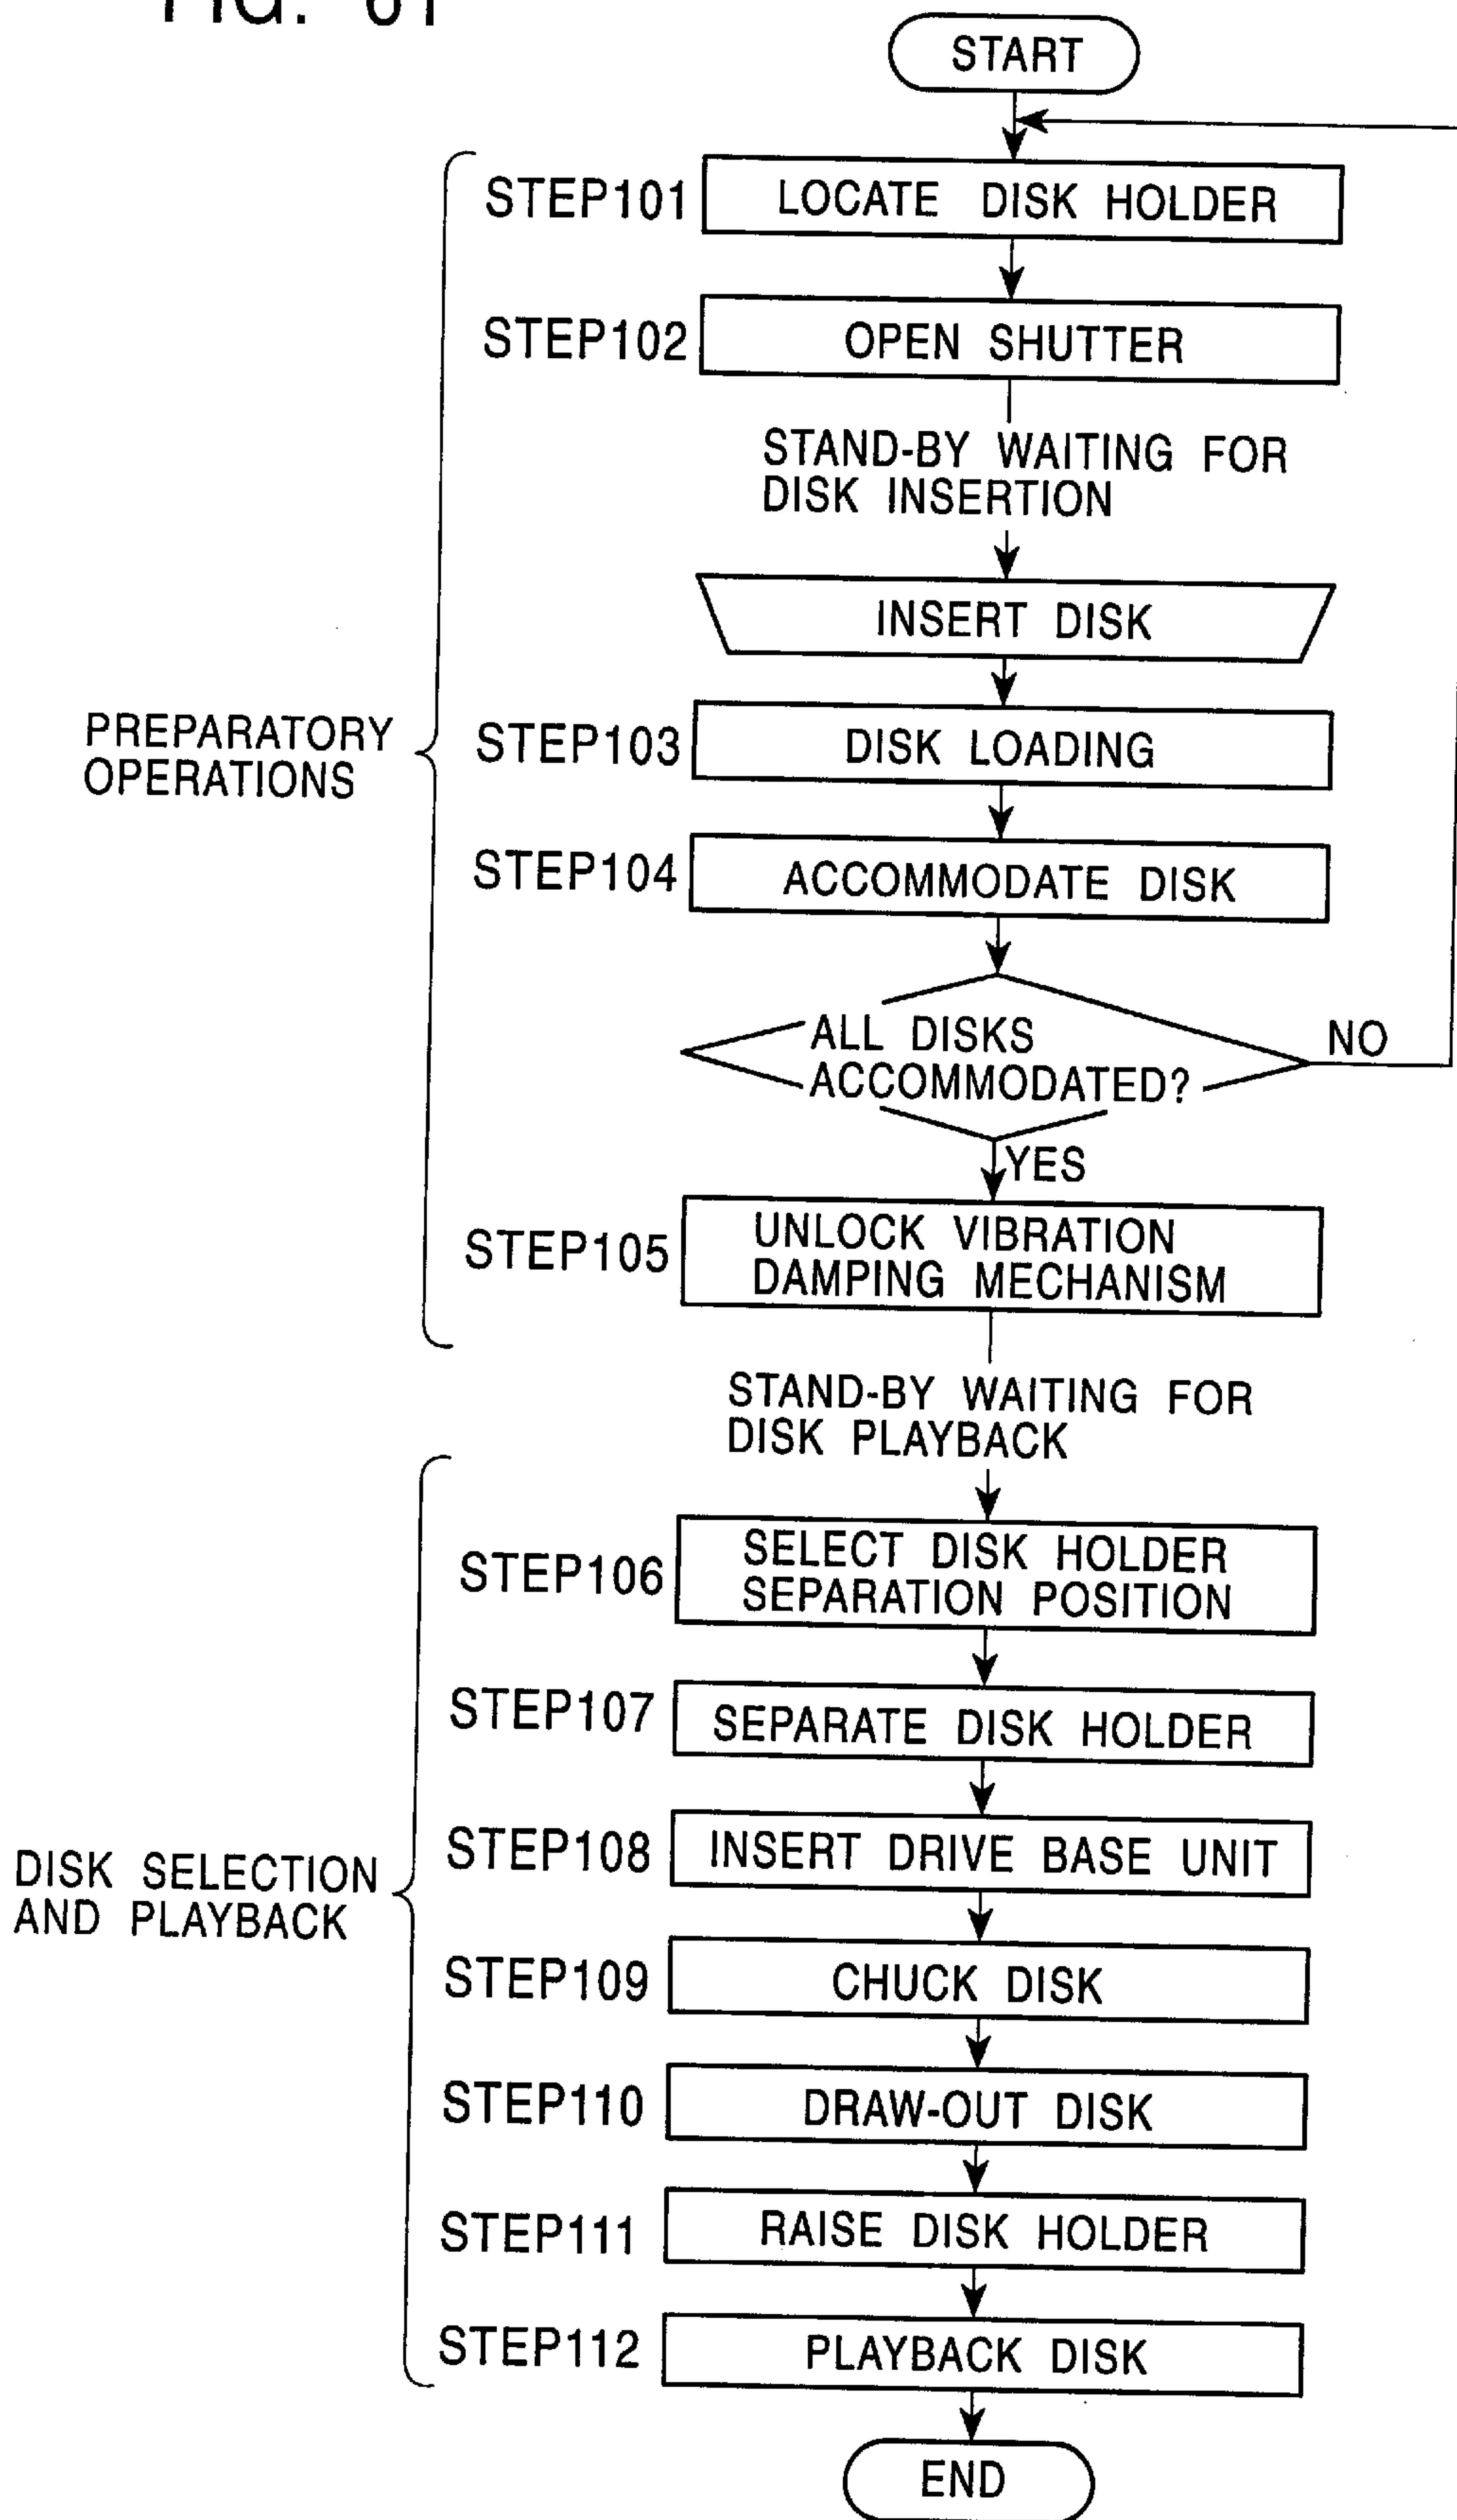 START
STEP101 LOCATE DISK HOLDER
STEP102 OPEN SHUTTER
STAND-BY WAITING FOR
DISK INSERTION
INSERT DISK
PREPARATORY
OPERATIONS
STEP103 DISK LOADING
STEP104 ACCOMMODATE DISK
ALL DISKS
ACCOMMODATED?
NO
YES
STEP105 UNLOCK VIBRATION
DAMPING MECHANISM
STAND-BY WAITING FOR
DISK PLAYBACK
STEP106 SELECT DISK HOLDER
SEPARATION POSITION
STEP107 SEPARATE DISK HOLDER
STEP108 INSERT DRIVE BASE UNIT
DISK SELECTION
AND PLAYBACK
STEP109 CHUCK DISK
STEP110 DRAW-OUT DISK
STEP111 RAISE DISK HOLDER
STEP112 PLAYBACK DISK
END